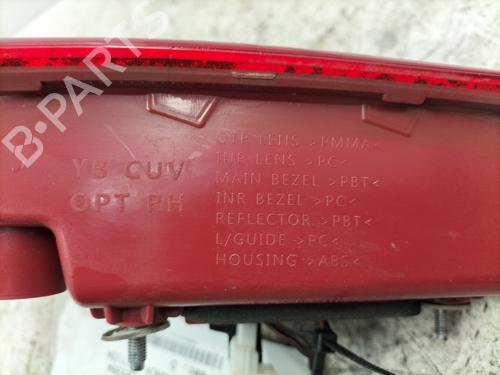 B-PARTS
YB CUV
OPT RH
OTR LENS >PMMA<
INR LENS >PC<
MAIN BEZEL >PBT<
INR BEZEL >PC<
REFLECTOR >PBT<
L/GUIDE >PC<
HOUSING >ABS<